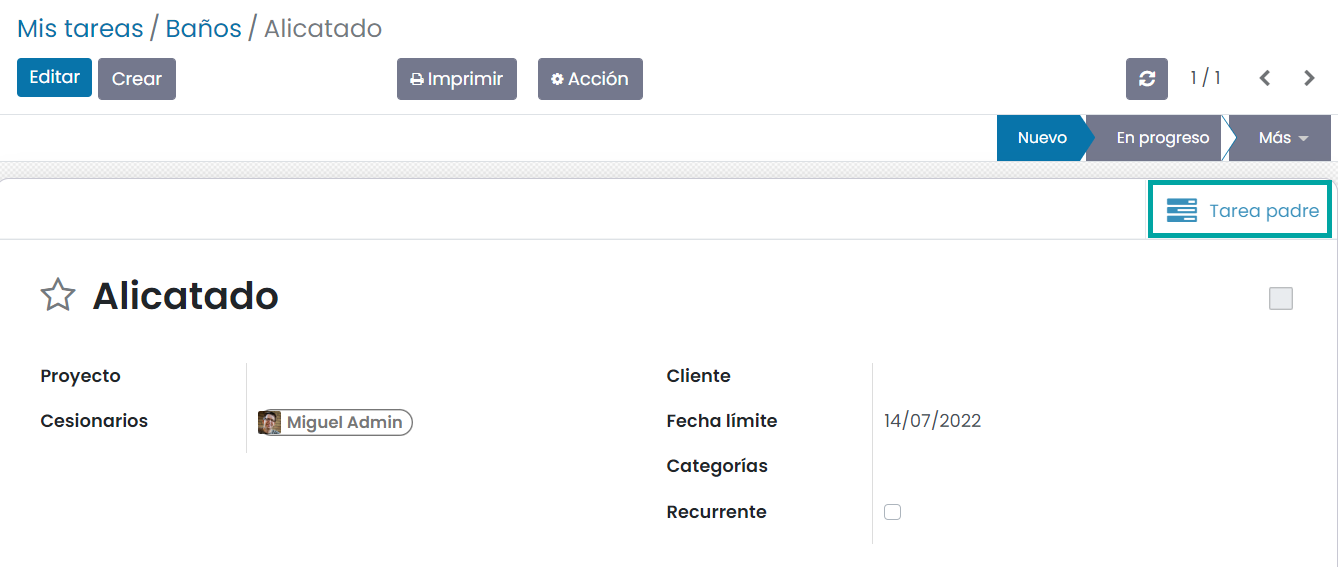 Mis tareas / Baños / Alicatado
Editar Crear Imprimir Acción 1 / 1
Nuevo En progreso Más
Tarea padre
Alicatado
Proyecto Cliente
Cesionarios Miguel Admin Fecha límite 14/07/2022
Categorías
Recurrente